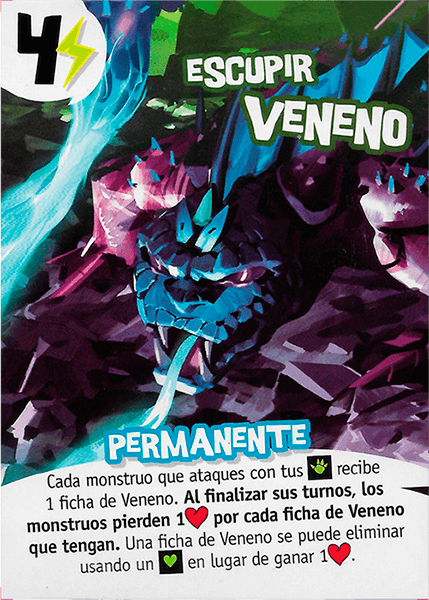 4
ESCUPIR
VENENO
PERMANENTE
Cada monstruo que ataques con tus recibe
1 ficha de Veneno. Al finalizar sus turnos, los
monstruos pierden 1 por cada ficha de Veneno
que tengan. Una ficha de Veneno se puede eliminar
usando un en lugar de ganar 1.